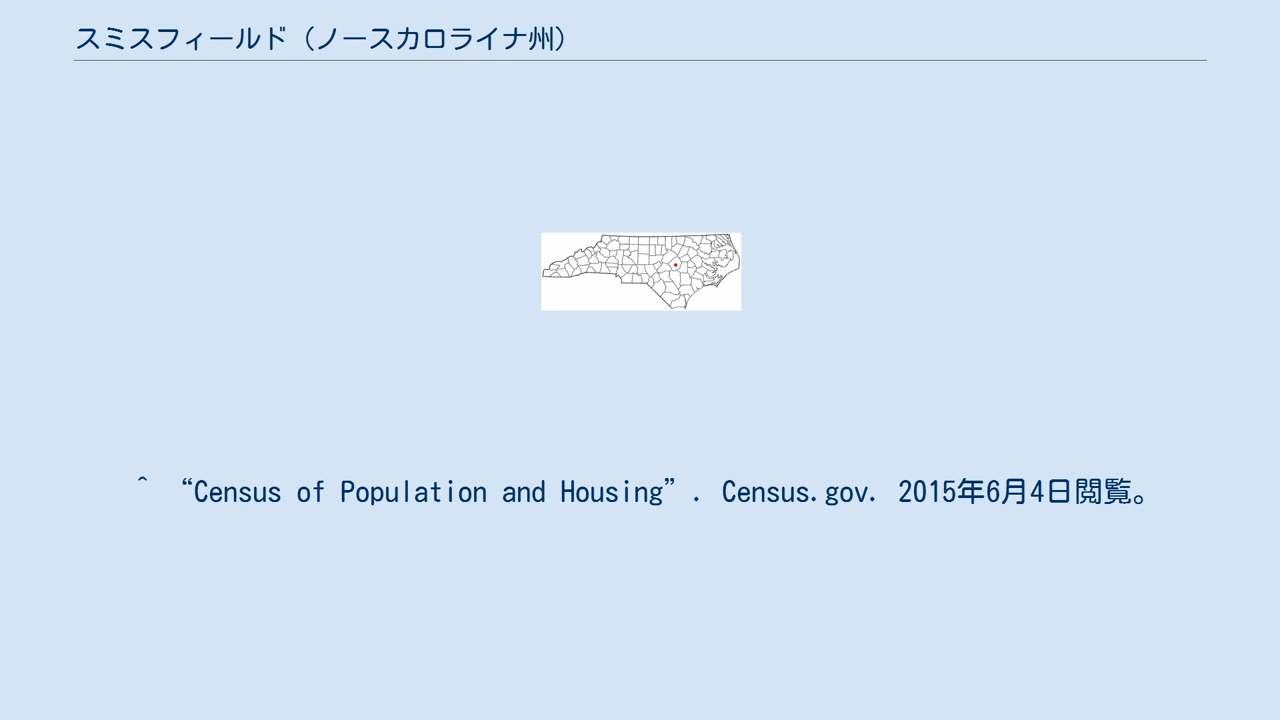 スミスフィールド（ノースカロライナ州）
^ “Census of Population and Housing”. Census.gov. 2015年6月4日閲覧。